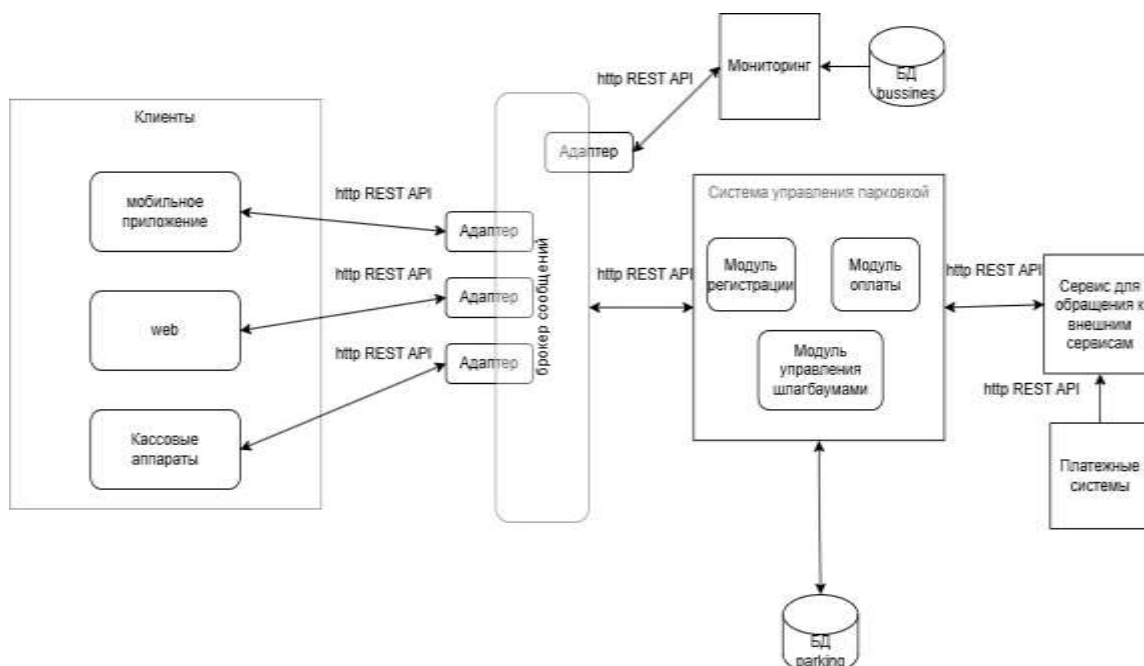 Мониторинг
БД
bussines
http REST API
Адаптер
Клиенты
мобильное
приложение
http REST API
Адаптер
web
http REST API
Адаптер
Кассовые
аппараты
http REST API
Адаптер
брокер сообщений
http REST API
Система управления парковкой
Модуль
регистрации
Модуль
оплаты
Модуль
управления
шлагбаумами
http REST API
Сервис для
обращения к
внешним
сервисам
http REST API
Платежные
системы
БД
parking